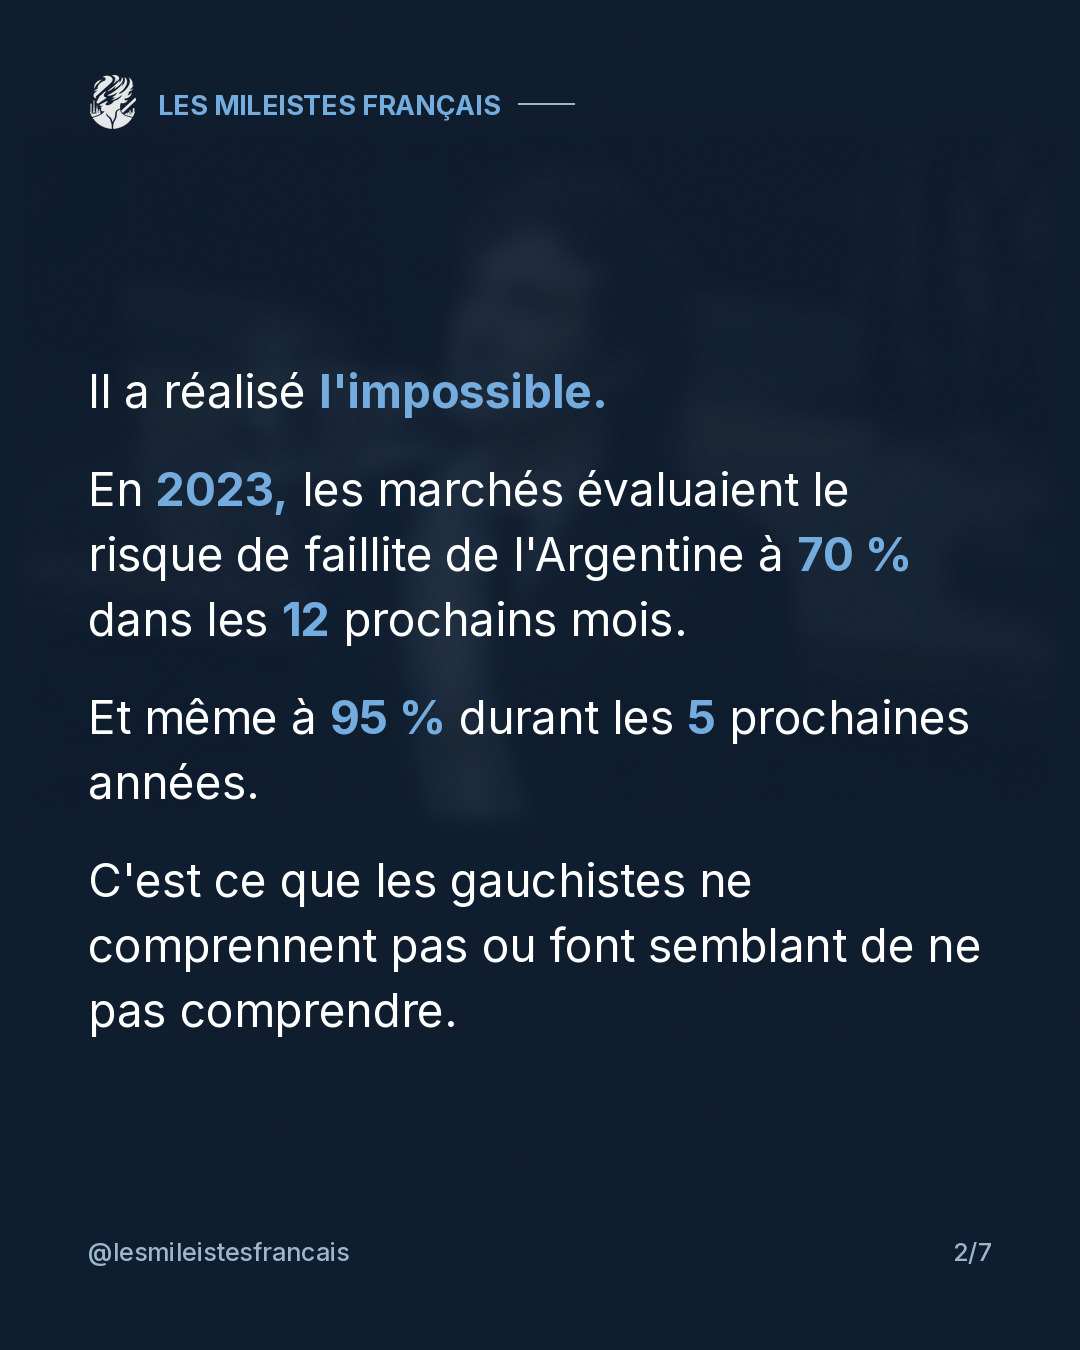 LES MILEISTES FRANÇAIS
Il a réalisé l'impossible.
En 2023, les marchés évaluaient le
risque de faillite de l'Argentine à 70 %
dans les 12 prochains mois.
Et même à 95 % durant les 5 prochaines
années.
C'est ce que les gauchistes ne
comprennent pas ou font semblant de ne
pas comprendre.
@lesmileistesfrancais
2/7